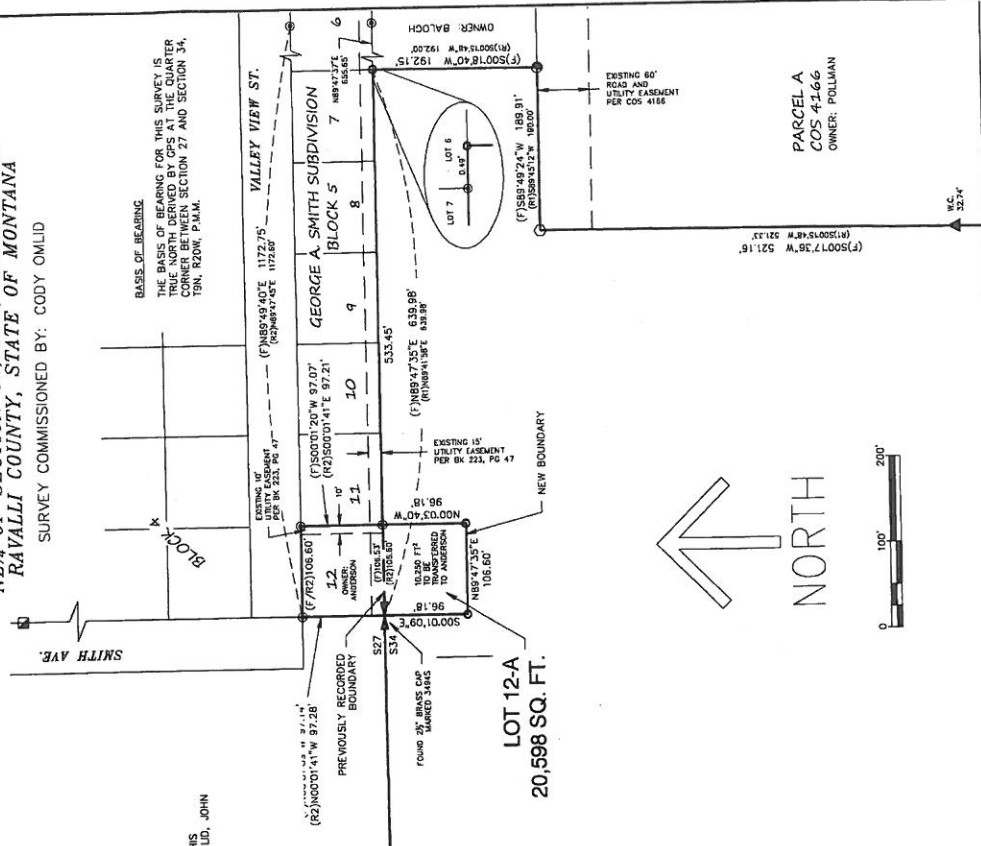 RAVALLI COUNTY, STATE OF MONTANA
SURVEY COMMISSIONED BY: CODY OMLID
BASIS OF BEARING
THE BASIS OF BEARING FOR THIS SURVEY IS
TRUE NORTH DERIVED BY GPS AT THE QUARTER
CORNER BETWEEN SECTION 27 AND SECTION 34,
T9N, R20W, P.M.M.
SMITH AVE.
BLOCK
VALLEY VIEW ST.
(F)N89°49'40"E 1172.75'
(R2)N89°47'45"E 1172.60'
GEORGE A. SMITH SUBDIVISION
BLOCK 5
6
7
8
9
10
11
12
N89°47'37"E
655.65'
OWNER: BALOGH
(F)S00°18'40"W 192.15'
(R1)S00°15'48"W 192.00'
EXISTING 10'
UTILITY EASEMENT
PER BK 223, PG 47
(F)S00°01'20"W 97.07'
(R2)S00°01'41"E 97.21'
10'
(F/R2)106.60'
OWNER:
ANDERSON
(F)106.53'
(R2)106.60'
533.45'
(F)N89°47'35"E 639.98'
(R1)N89°41'58"E 639.98'
LOT 7
LOT 6
0.49'
EXISTING 15'
UTILITY EASEMENT
PER BK 223, PG 47
(F)S89°49'24"W 189.91'
(R1)S89°45'12"W 190.00'
EXISTING 60'
ROAD AND
UTILITY EASEMENT
PER COS 4166
PARCEL A
COS 4166
OWNER: POLLMAN
(F)S00°17'36"W 521.16'
(R1)S00°15'48"W 521.33'
W.C.
32.74'
(R2)N00°01'41"W 97.28'
PREVIOUSLY RECORDED
BOUNDARY
S27
S34
FOUND 2½" BRASS CAP
MARKED 3494S
10,250 FT²
TO BE
TRANSFERRED
TO ANDERSON
S00°01'09"E
96.18'
N00°03'40"W
96.18'
N89°47'35"E
106.60'
NEW BOUNDARY
LOT 12-A
20,598 SQ. FT.
NORTH
0
100'
200'
HIS
LID, JOHN